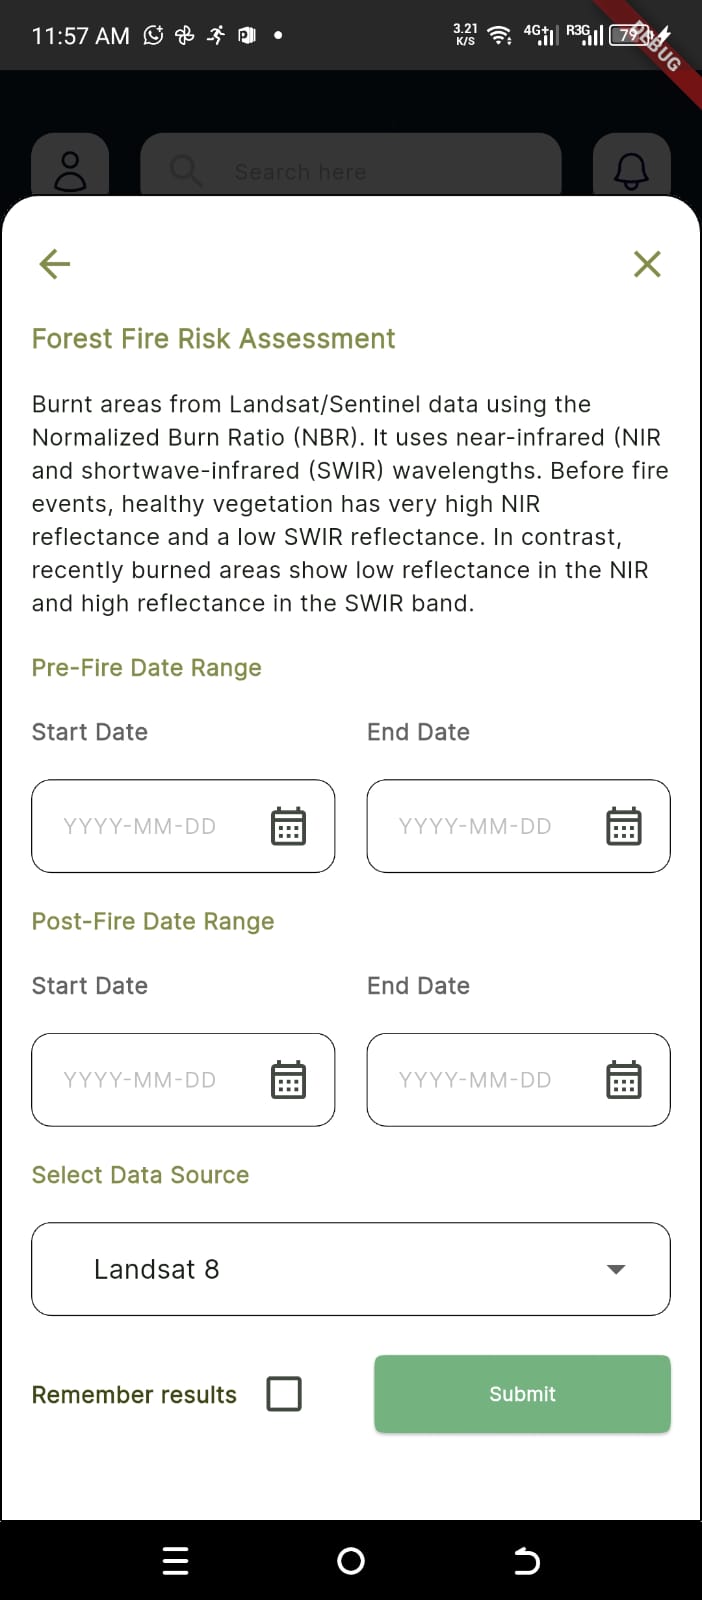 11:57 AM
3.21 K/S 4G+ R3G 79
DEBUG
Search here
Forest Fire Risk Assessment
Burnt areas from Landsat/Sentinel data using the
Normalized Burn Ratio (NBR). It uses near-infrared (NIR
and shortwave-infrared (SWIR) wavelengths. Before fire
events, healthy vegetation has very high NIR
reflectance and a low SWIR reflectance. In contrast,
recently burned areas show low reflectance in the NIR
and high reflectance in the SWIR band.
Pre-Fire Date Range
Start Date End Date
YYYY-MM-DD YYYY-MM-DD
Post-Fire Date Range
Start Date End Date
YYYY-MM-DD YYYY-MM-DD
Select Data Source
Landsat 8
Remember results Submit